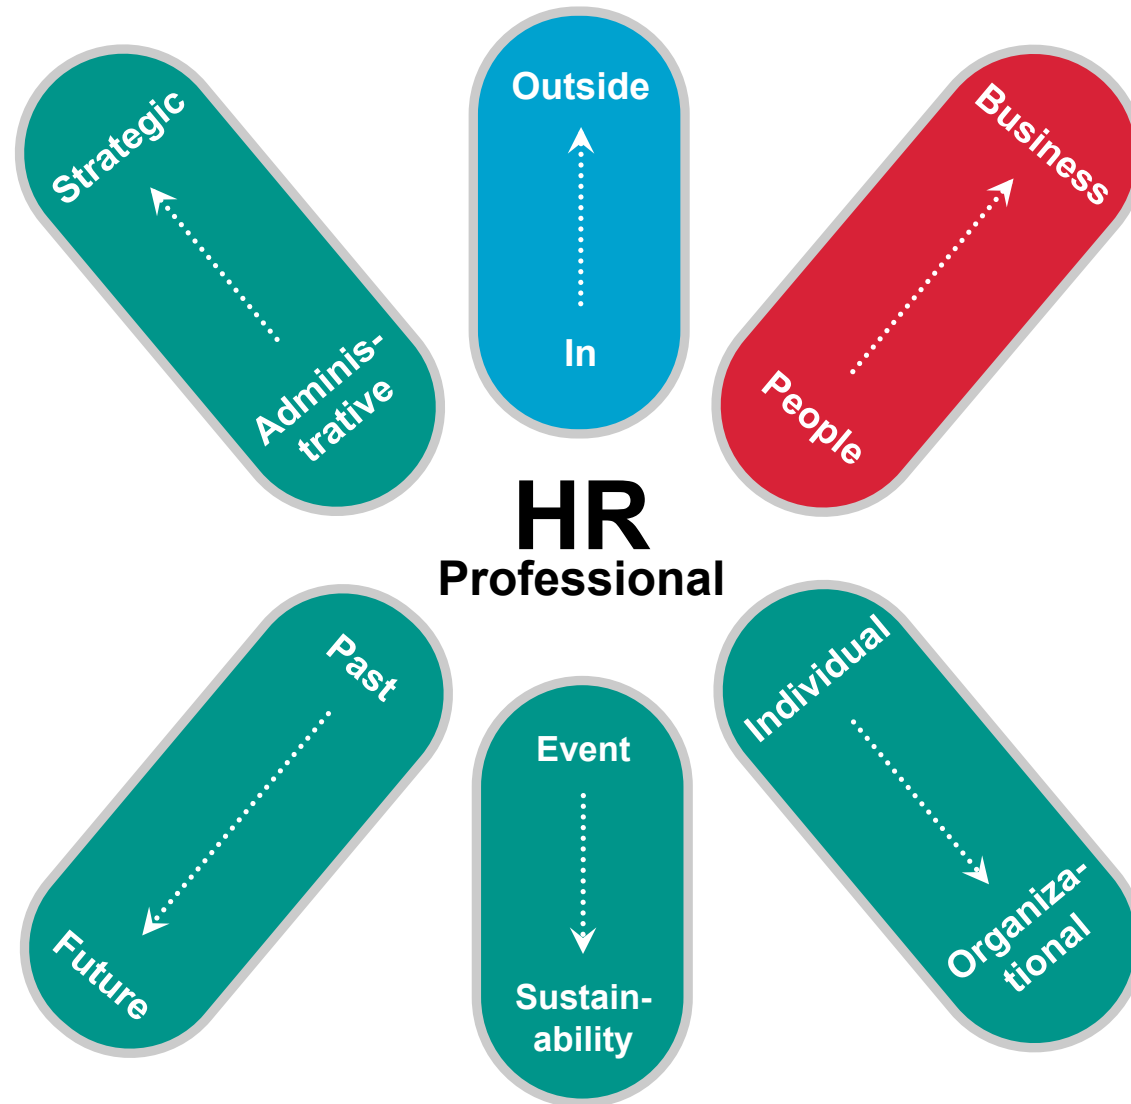 Strategic
Adminis-
trative
Outside
In
Business
People
HR
Professional
Past
Future
Event
Sustain-
ability
Individual
Organiza-
tional